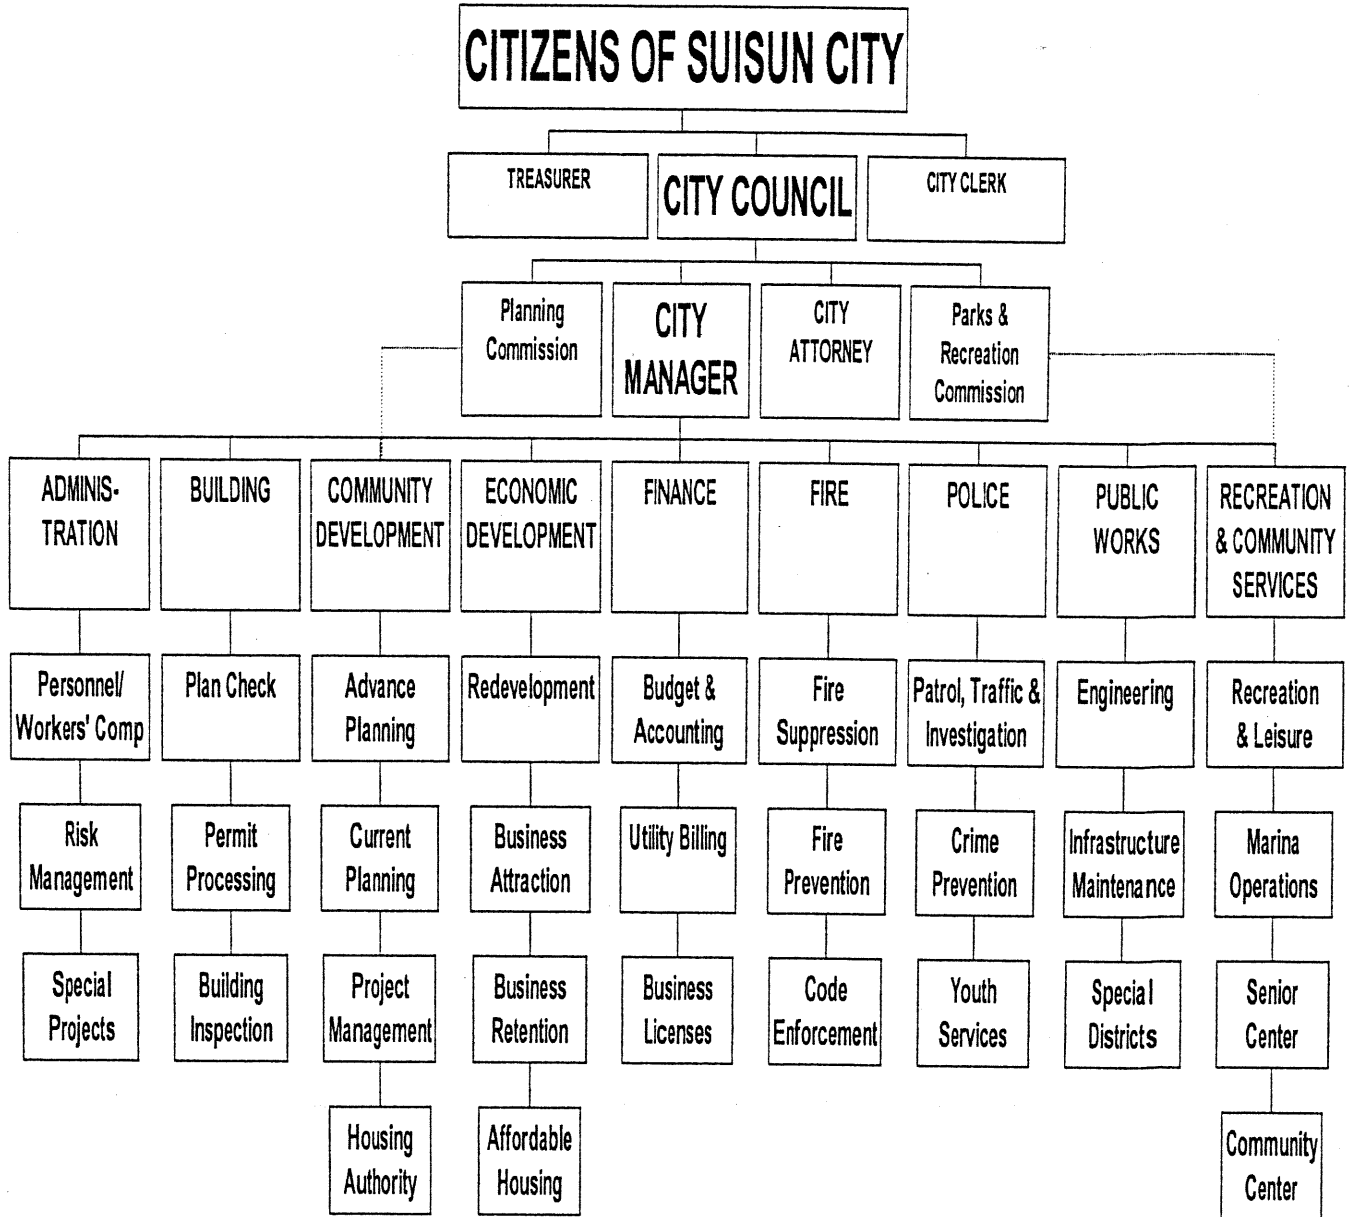 CITIZENS OF SUISUN CITY
TREASURER
CITY COUNCIL
CITY CLERK
Planning
Commission
CITY
MANAGER
CITY
ATTORNEY
Parks &
Recreation
Commission
ADMINIS-
TRATION
BUILDING
COMMUNITY
DEVELOPMENT
ECONOMIC
DEVELOPMENT
FINANCE
FIRE
POLICE
PUBLIC
WORKS
RECREATION
& COMMUNITY
SERVICES
Personnel/
Workers' Comp
Plan Check
Advance
Planning
Redevelopment
Budget &
Accounting
Fire
Suppression
Patrol, Traffic &
Investigation
Engineering
Recreation
& Leisure
Risk
Management
Permit
Processing
Current
Planning
Business
Attraction
Utility Billing
Fire
Prevention
Crime
Prevention
Infrastructure
Maintenance
Marina
Operations
Special
Projects
Building
Inspection
Project
Management
Business
Retention
Business
Licenses
Code
Enforcement
Youth
Services
Special
Districts
Senior
Center
Housing
Authority
Affordable
Housing
Community
Center